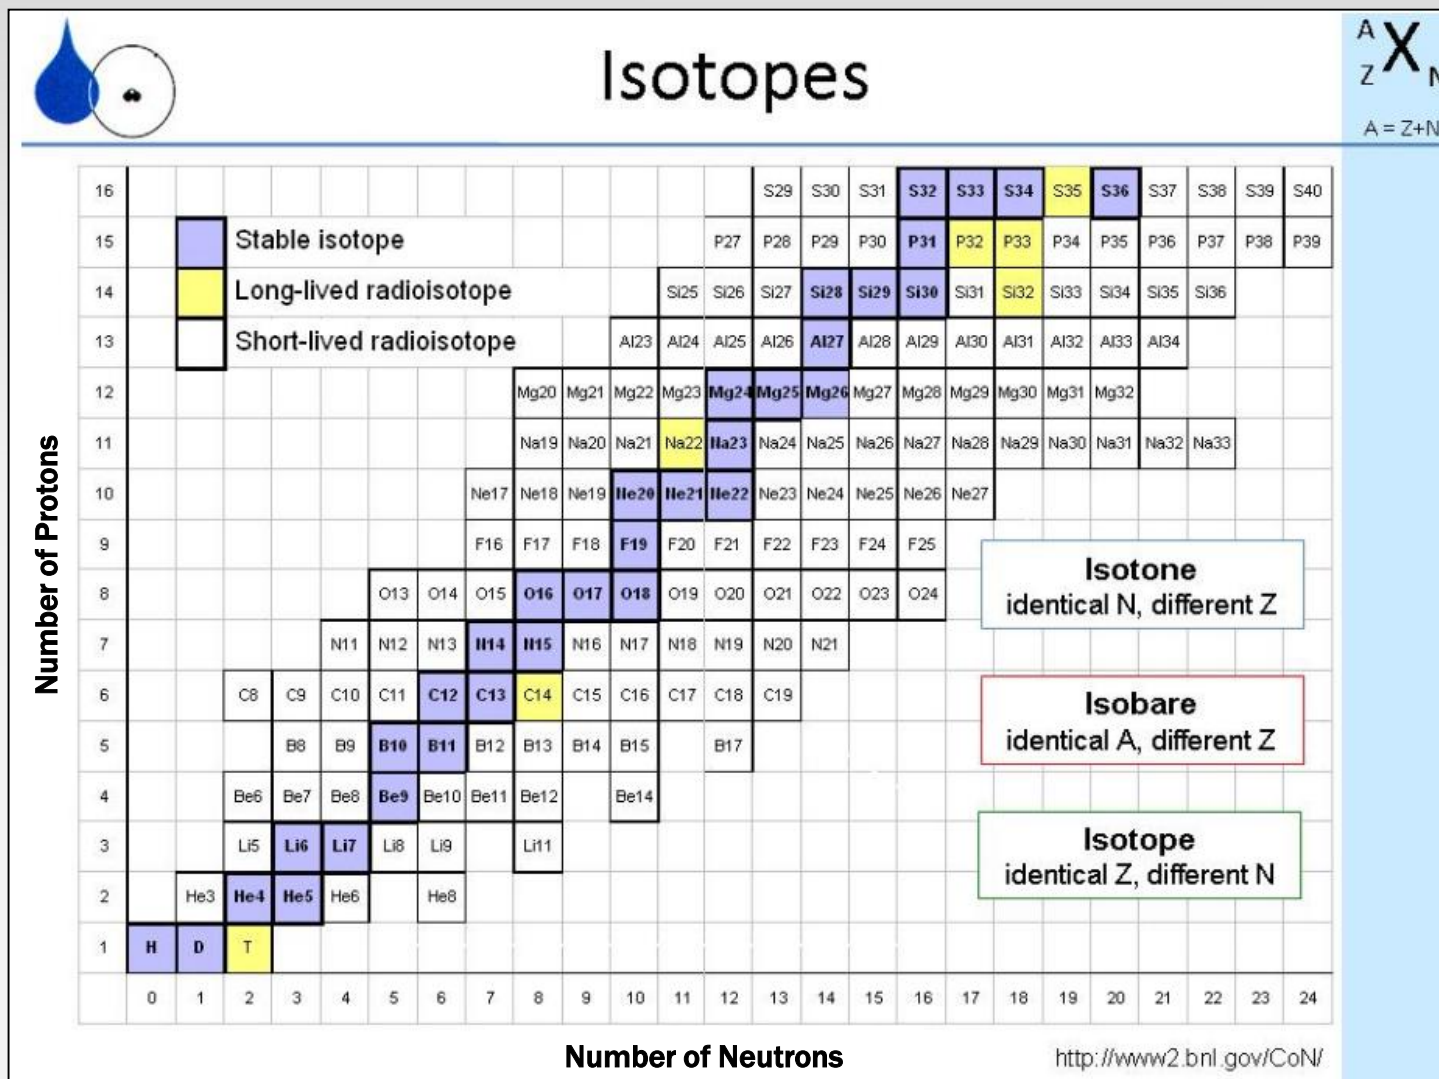 Isotopes
A
Z X N
A = Z+N
16 S29 S30 S31 S32 S33 S34 S35 S36 S37 S38 S39 S40
15 Stable isotope P27 P28 P29 P30 P31 P32 P33 P34 P35 P36 P37 P38 P39
14 Long-lived radioisotope Si25 Si26 Si27 Si28 Si29 Si30 Si31 Si32 Si33 Si34 Si35 Si36
13 Short-lived radioisotope Al23 Al24 Al25 Al26 Al27 Al28 Al29 Al30 Al31 Al32 Al33 Al34
12 Mg20 Mg21 Mg22 Mg23 Mg24 Mg25 Mg26 Mg27 Mg28 Mg29 Mg30 Mg31 Mg32
11 Na19 Na20 Na21 Na22 Na23 Na24 Na25 Na26 Na27 Na28 Na29 Na30 Na31 Na32 Na33
10 Ne17 Ne18 Ne19 Ne20 Ne21 Ne22 Ne23 Ne24 Ne25 Ne26 Ne27
9 F16 F17 F18 F19 F20 F21 F22 F23 F24 F25
8 O13 O14 O15 O16 O17 O18 O19 O20 O21 O22 O23 O24
7 N11 N12 N13 N14 N15 N16 N17 N18 N19 N20 N21
6 C8 C9 C10 C11 C12 C13 C14 C15 C16 C17 C18 C19
5 B8 B9 B10 B11 B12 B13 B14 B15 B17
4 Be6 Be7 Be8 Be9 Be10 Be11 Be12 Be14
3 Li5 Li6 Li7 Li8 Li9 Li11
2 He3 He4 He5 He6 He8
1 H D T
0 1 2 3 4 5 6 7 8 9 10 11 12 13 14 15 16 17 18 19 20 21 22 23 24
Number of Protons
Number of Neutrons
Isotone
identical N, different Z
Isobare
identical A, different Z
Isotope
identical Z, different N
http://www2.bnl.gov/CoN/